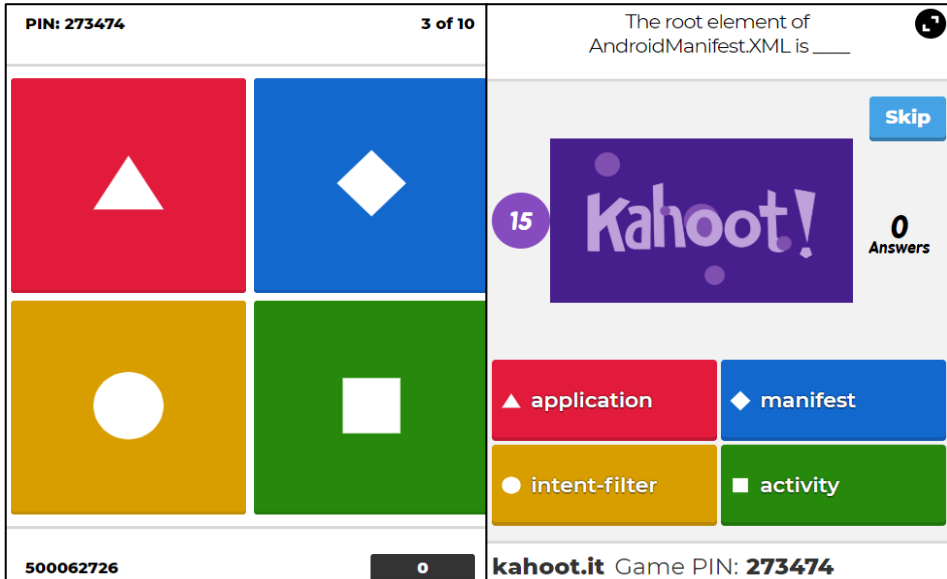 PIN: 273474
3 of 10
500062726
0
The root element of
AndroidManifest.XML is ____
Skip
15
Kahoot!
0
Answers
application
manifest
intent-filter
activity
kahoot.it Game PIN: 273474